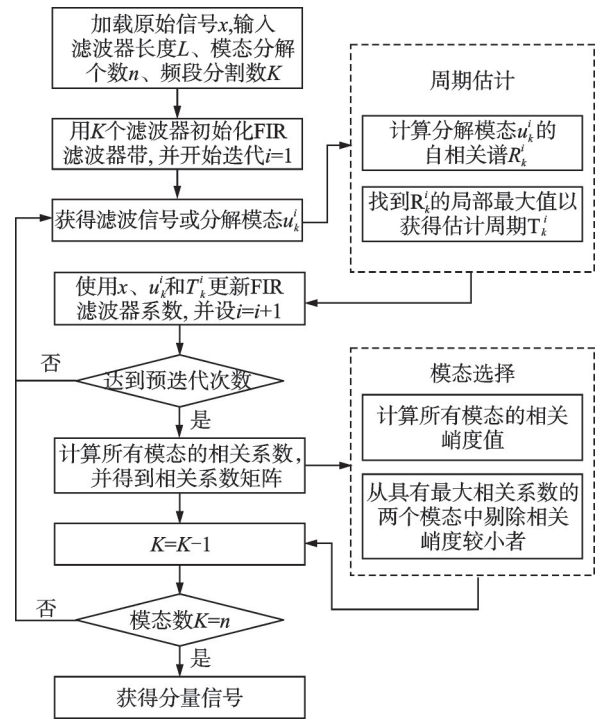 加载原始信号x,输入
滤波器长度L、模态分解
个数n、频段分割数K
用K个滤波器初始化FIR
滤波器带, 并开始迭代i=1
获得滤波信号或分解模态uᵢₖ
周期估计
计算分解模态uᵢₖ的
自相关谱Rᵢₖ
找到Rᵢₖ的局部最大值以
获得估计周期Tᵢₖ
使用x、uᵢₖ和Tᵢₖ更新FIR
滤波器系数, 并设i=i+1
否
达到预迭代次数
是
计算所有模态的相关系数,
并得到相关系数矩阵
模态选择
计算所有模态的相关
峭度值
从具有最大相关系数的
两个模态中剔除相关
峭度较小者
K=K-1
否
模态数K=n
是
获得分量信号